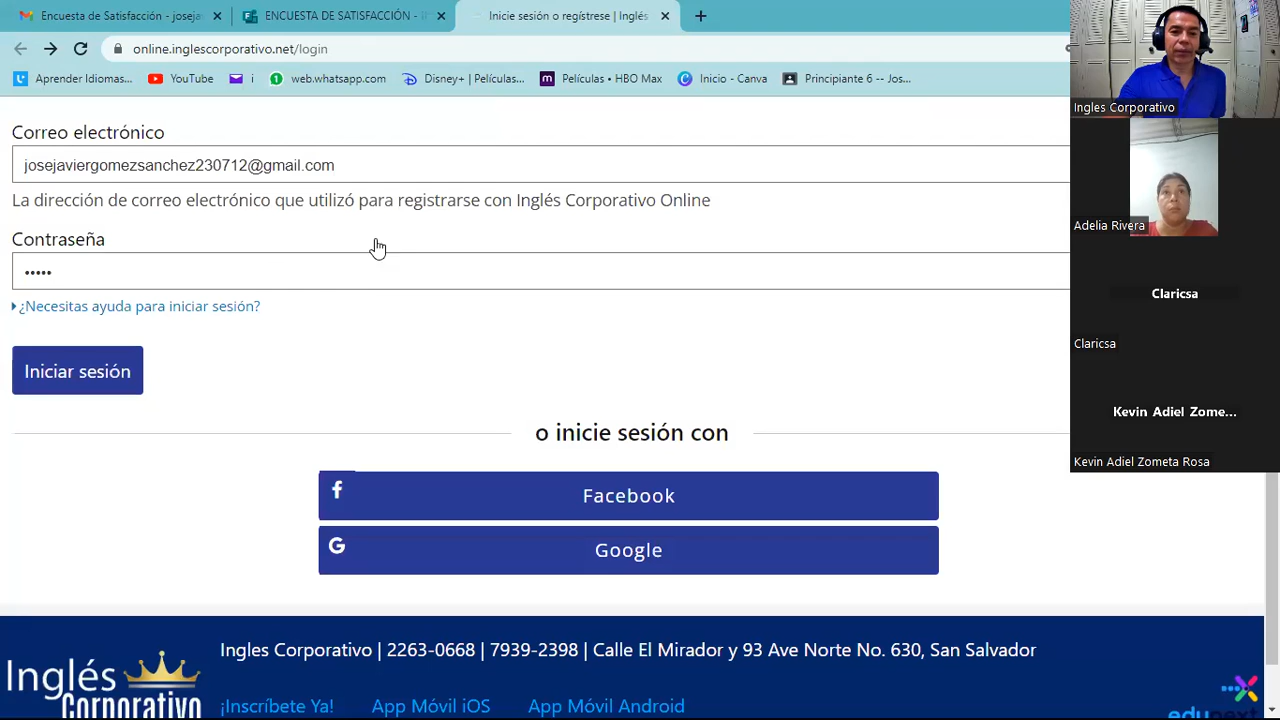 Encuesta de Satisfacción - joseja
ENCUESTA DE SATISFACCIÓN -
Inicie sesión o regístrese | Inglés
online.inglescorporativo.net/login
Aprender Idiomas...
YouTube
i
web.whatsapp.com
Disney+ | Películas...
Películas • HBO Max
Inicio - Canva
Principiante 6 -- Jos...
Correo electrónico
josejaviergomezsanchez230712@gmail.com
La dirección de correo electrónico que utilizó para registrarse con Inglés Corporativo Online
Contraseña
•••••
¿Necesitas ayuda para iniciar sesión?
Iniciar sesión
o inicie sesión con
Facebook
Google
Ingles Corporativo | 2263-0668 | 7939-2398 | Calle El Mirador y 93 Ave Norte No. 630, San Salvador
Inglés
Corporativo
¡Inscríbete Ya!
App Móvil iOS
App Móvil Android
edunext
Ingles Corporativo
Adelia Rivera
Claricsa
Claricsa
Kevin Adiel Zome...
Kevin Adiel Zometa Rosa